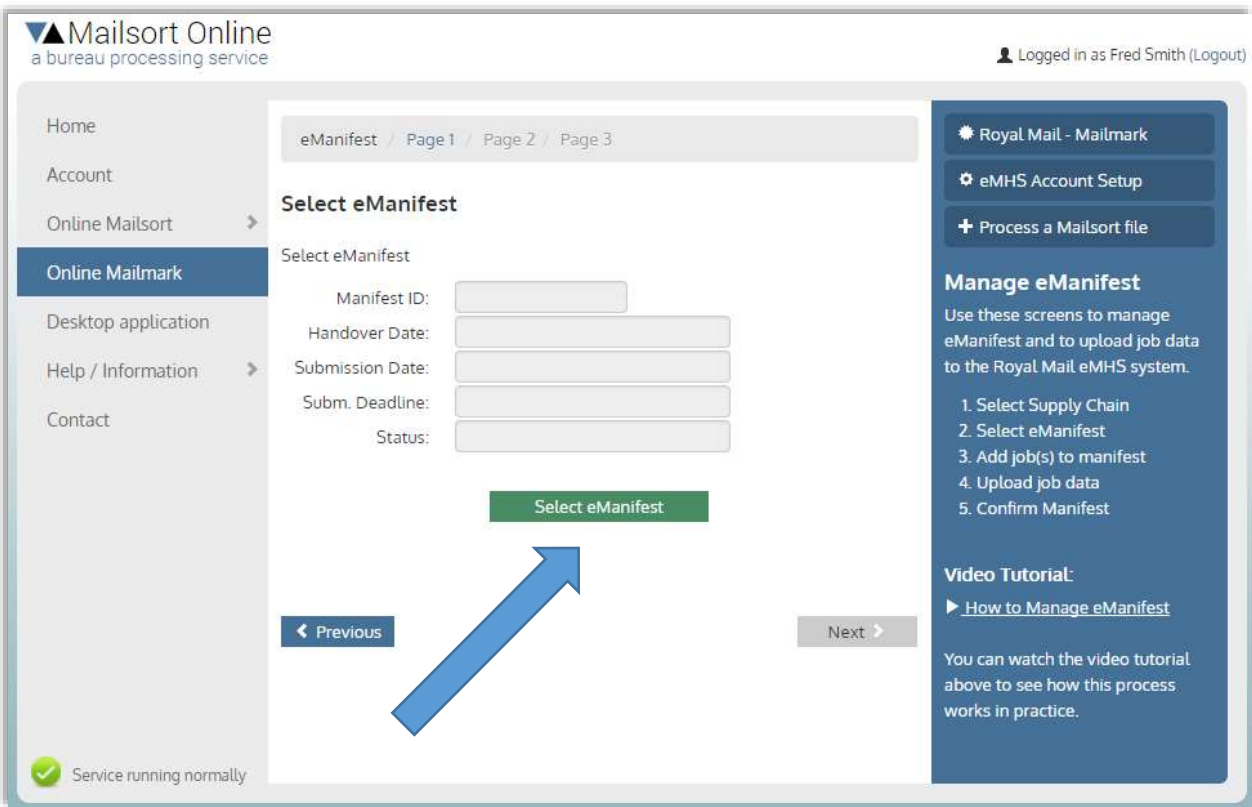 Mailsort Online
a bureau processing service
Logged in as Fred Smith (Logout)
Home
Account
Online Mailsort
Online Mailmark
Desktop application
Help / Information
Contact
Service running normally
eManifest / Page 1 / Page 2 / Page 3
Select eManifest
Select eManifest
Manifest ID:
Handover Date:
Submission Date:
Subm. Deadline:
Status:
Select eManifest
Previous
Next
Royal Mail - Mailmark
eMHS Account Setup
Process a Mailsort file
Manage eManifest
Use these screens to manage
eManifest and to upload job data
to the Royal Mail eMHS system.
1. Select Supply Chain
2. Select eManifest
3. Add job(s) to manifest
4. Upload job data
5. Confirm Manifest
Video Tutorial:
How to Manage eManifest
You can watch the video tutorial
above to see how this process
works in practice.